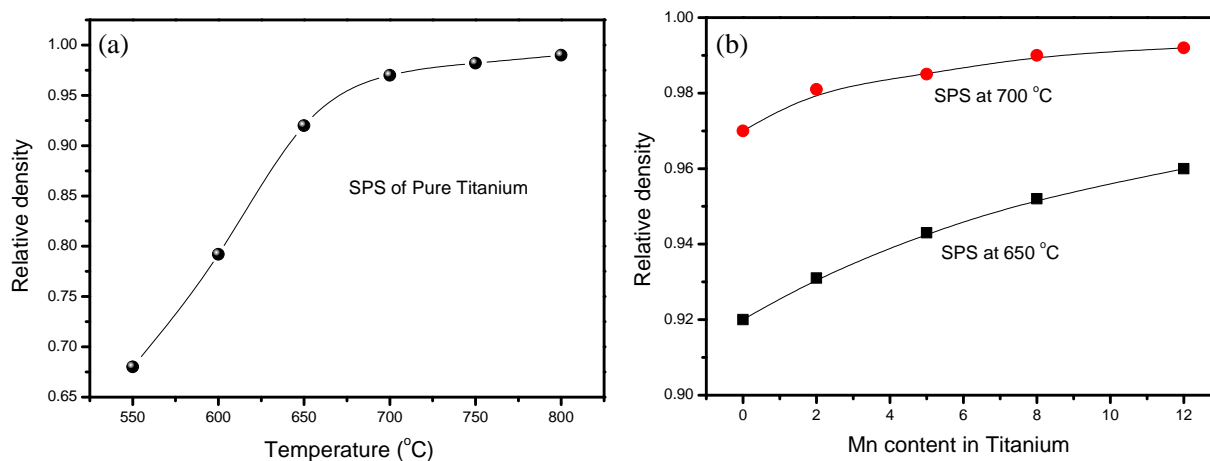 (a)
1.00
0.95
0.90
0.85
0.80
0.75
0.70
0.65
Relative density
SPS of Pure Titanium
550 600 650 700 750 800
Temperature (°C)
(b)
1.00
0.98
0.96
0.94
0.92
0.90
Relative density
SPS at 700 °C
SPS at 650 °C
0 2 4 6 8 10 12
Mn content in Titanium